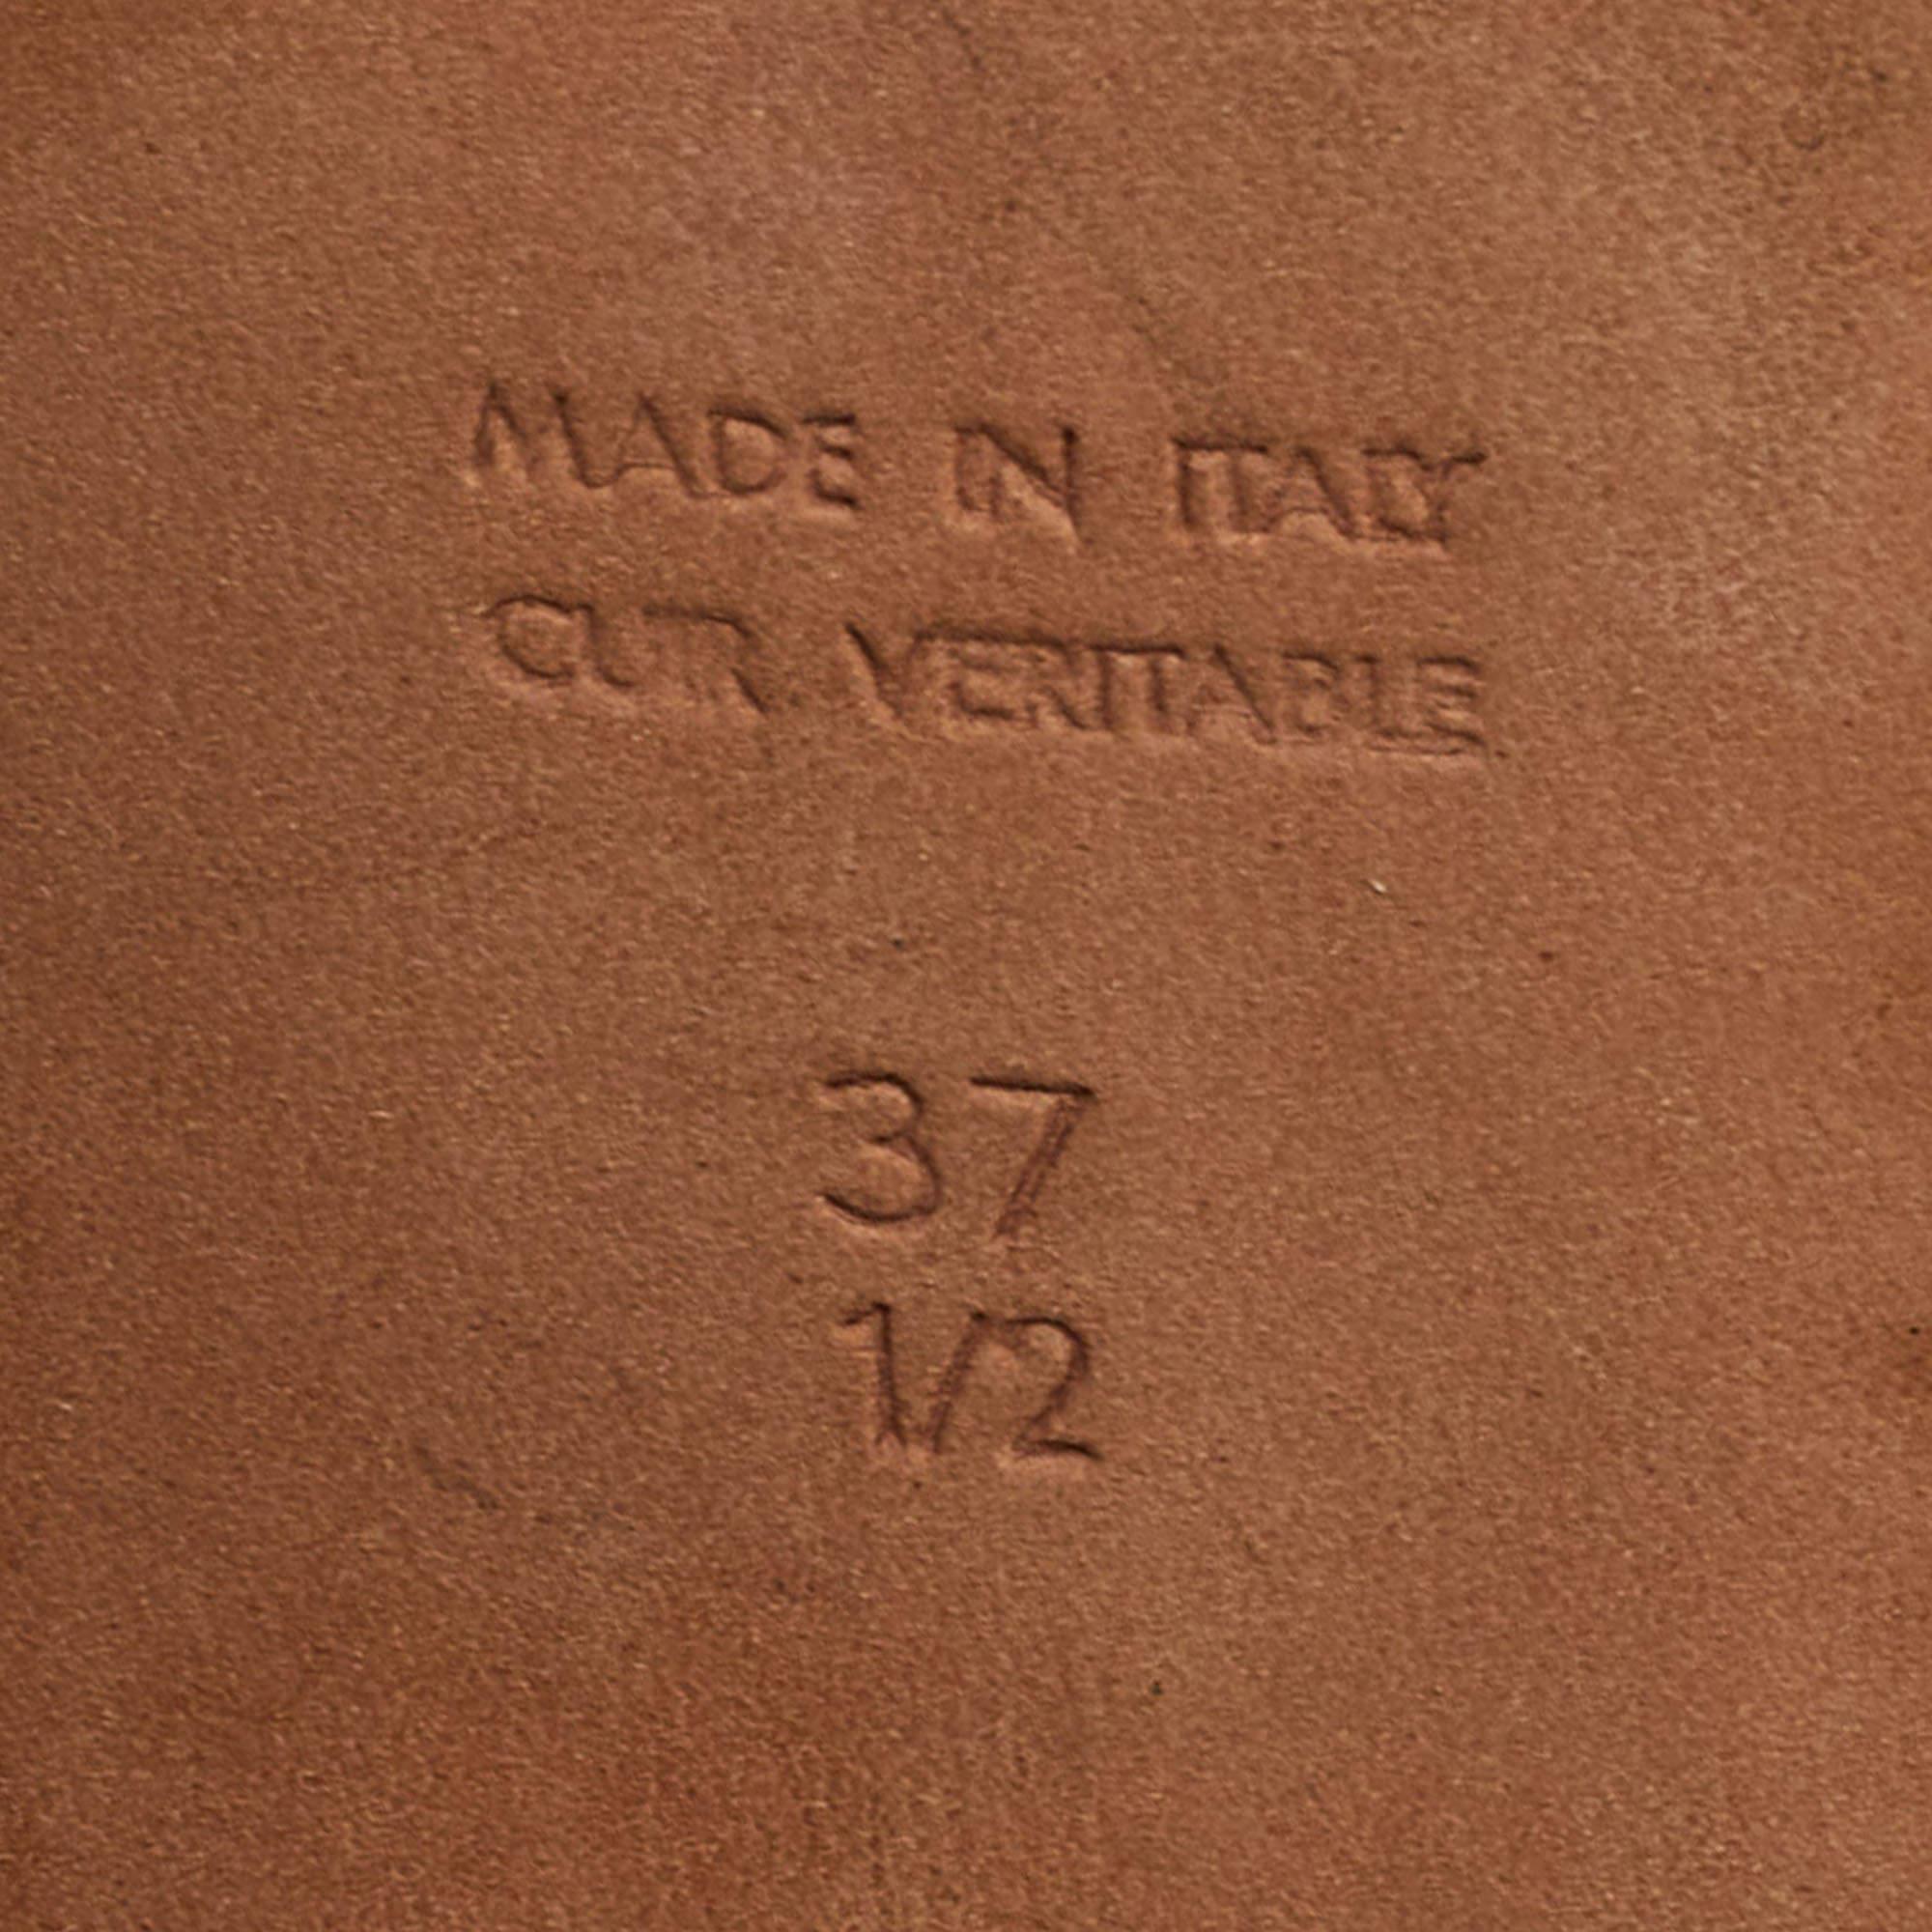 MADE IN ITALY
CUIR VERITABLE
37
1/2